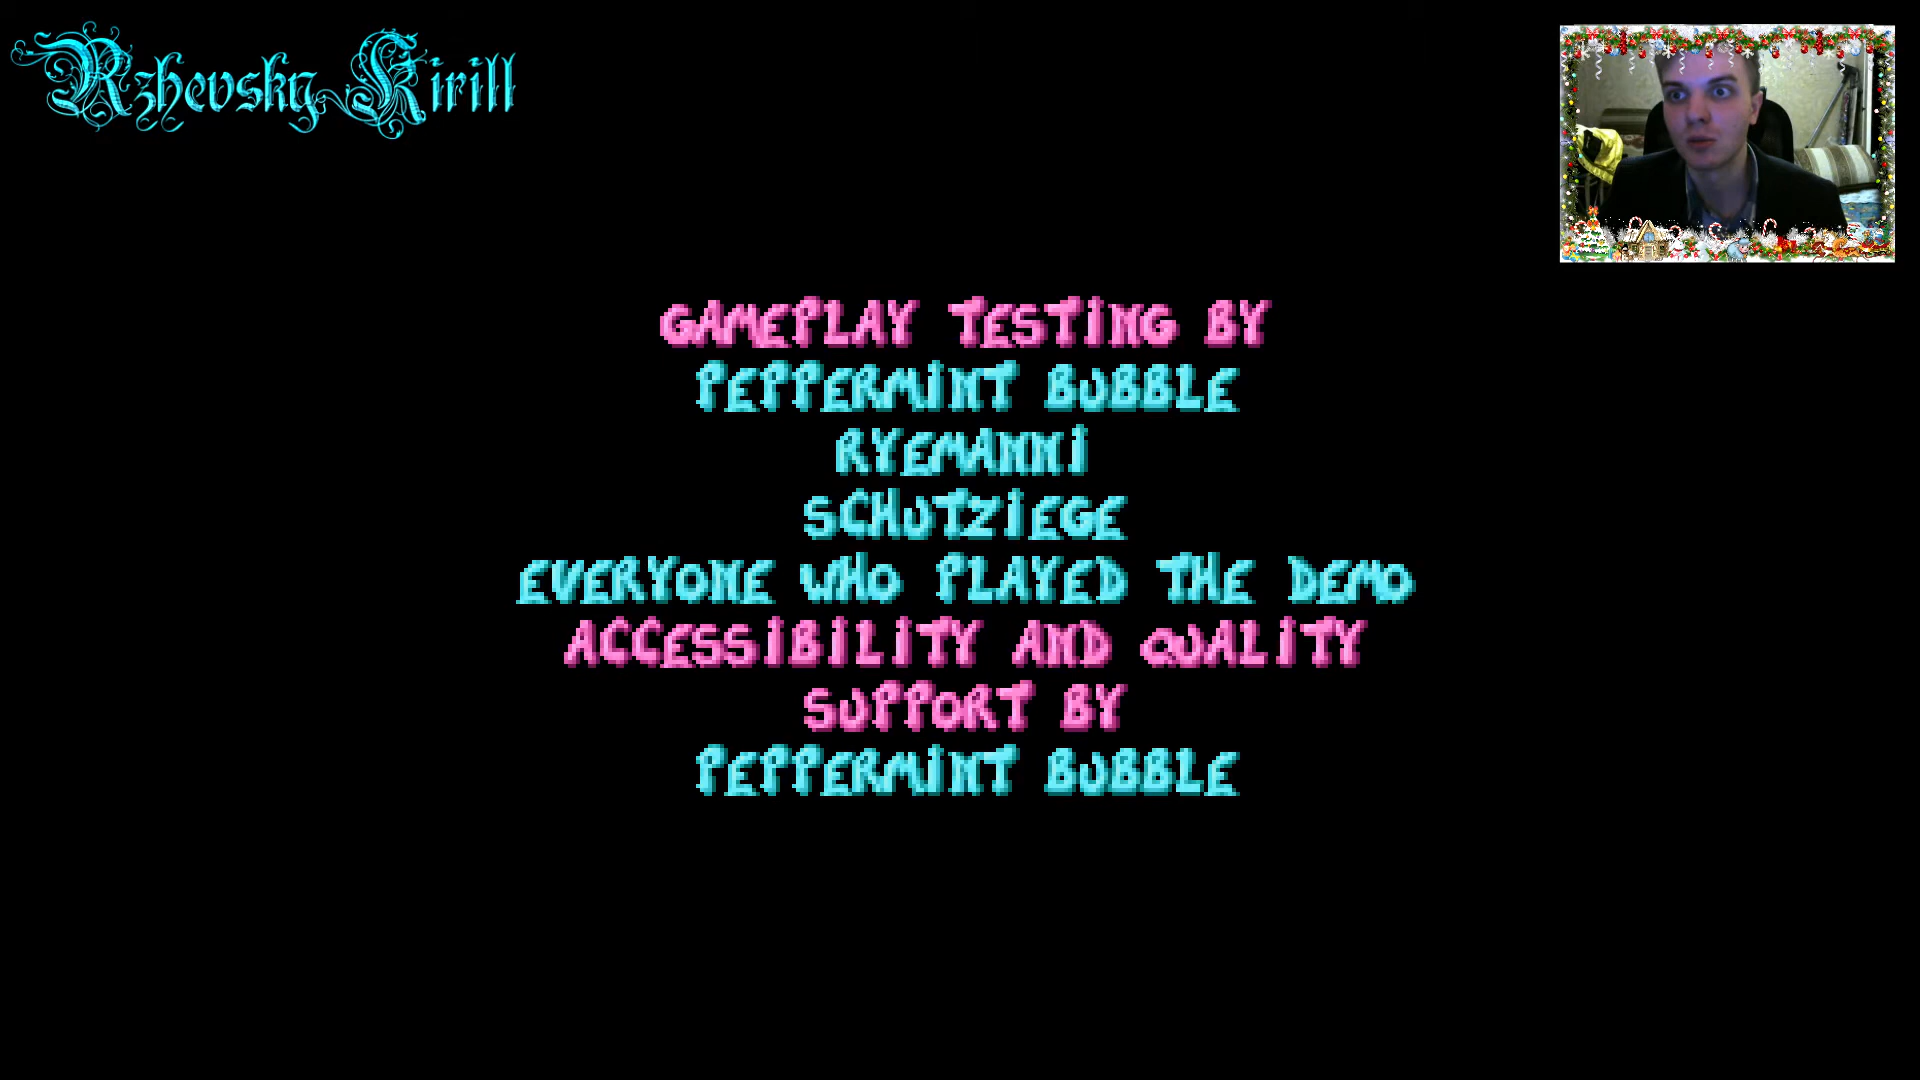 Rzhevsky Kirill
GAMEPLAY TESTING BY
PEPPERMINT BUBBLE
RYEMANNI
SCHUTZIEGE
EVERYONE WHO PLAYED THE DEMO
ACCESSIBILITY AND QUALITY
SUPPORT BY
PEPPERMINT BUBBLE